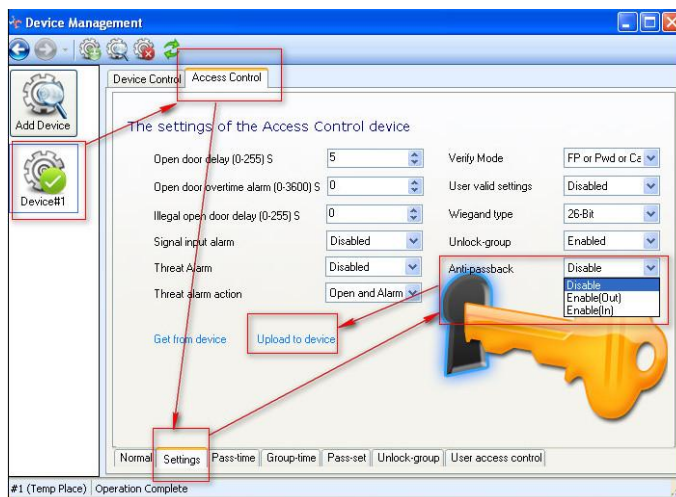 Device Management
Add Device
Device#1
Device Control Access Control
The settings of the Access Control device
Open door delay (0-255) S 5 Verify Mode FP or Pwd or Ca
Open door overtime alarm (0-3600) S 0 User valid settings Disabled
Illegal open door delay (0-255) S 0 Wiegand type 26-Bit
Signal input alarm Disabled Unlock-group Enabled
Threat Alarm Disabled Anti-passback Disable
Disable
Enable(Out)
Enable(In)
Threat alarm action Open and Alarm
Get from device Upload to device
Normal Settings Pass-time Group-time Pass-set Unlock-group User access control
#1 (Temp Place) Operation Complete